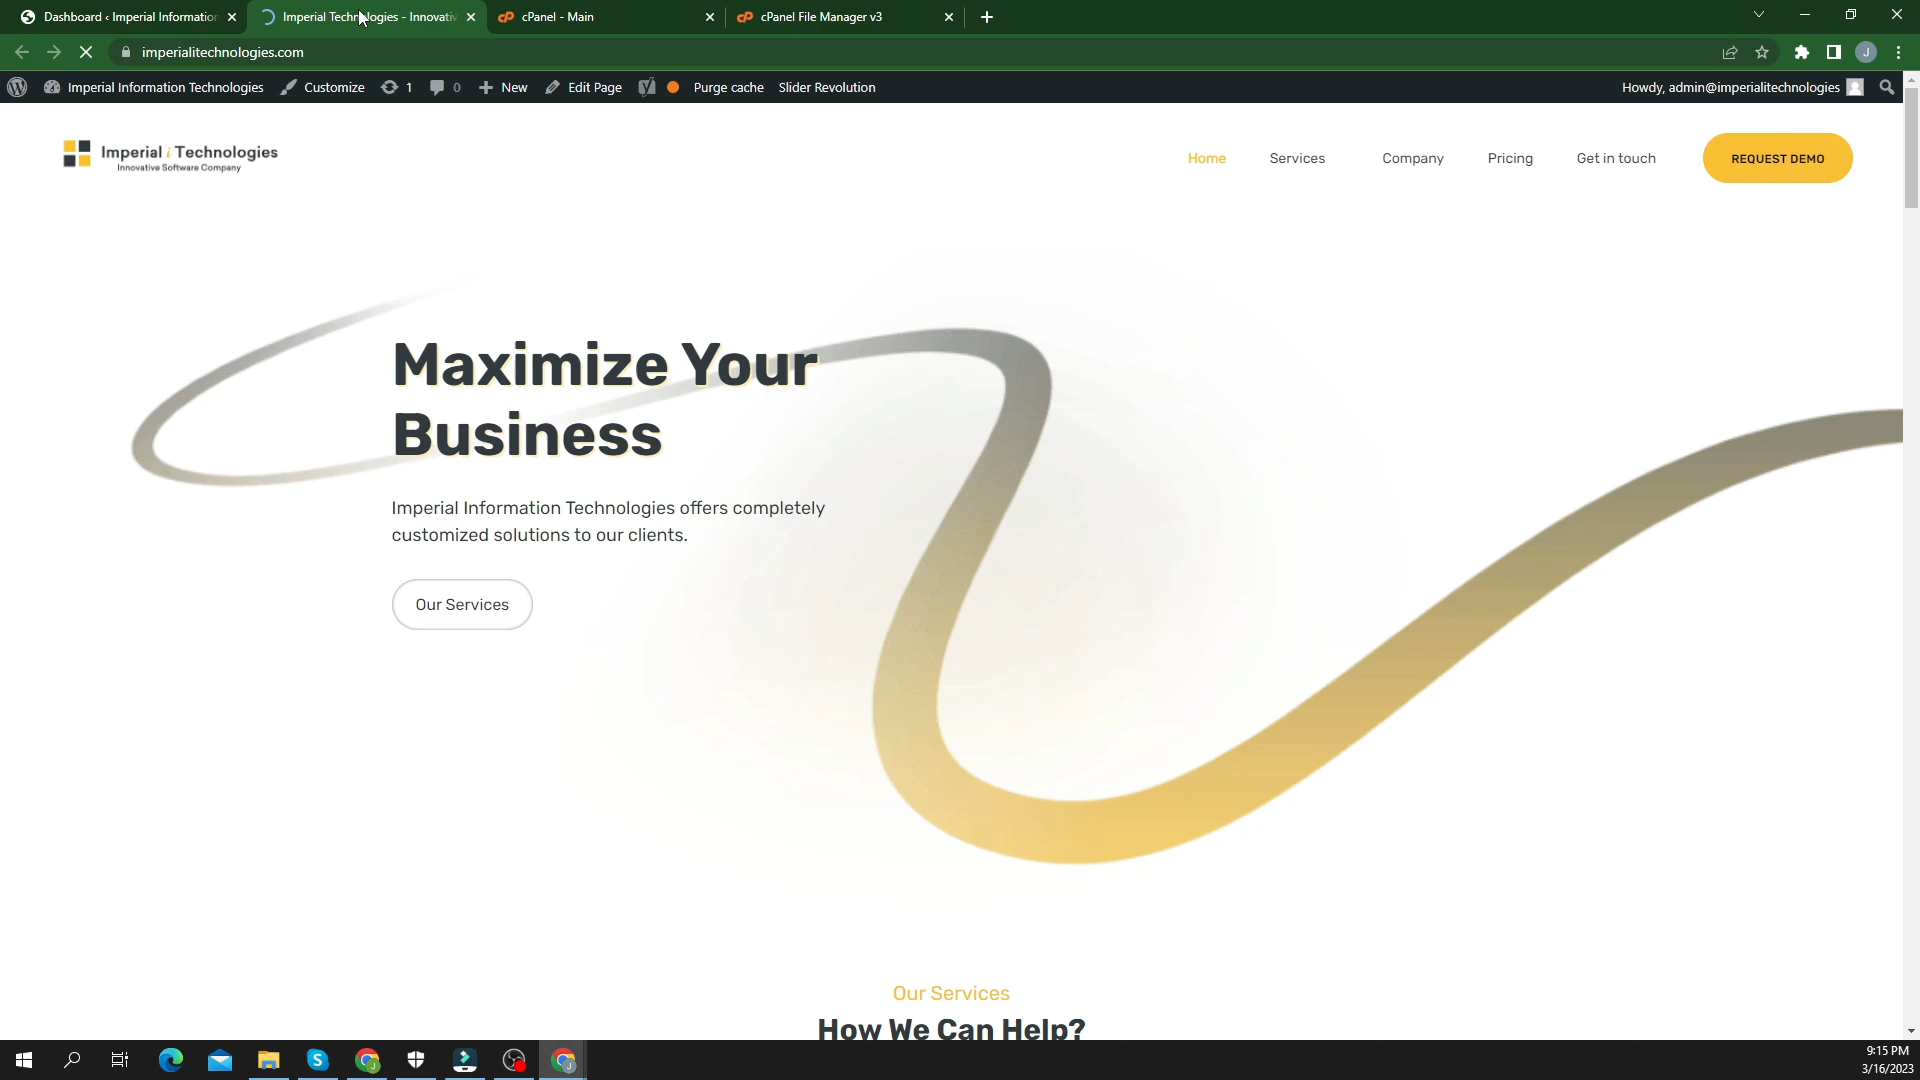 Dashboard ‹ Imperial Information
Imperial Technologies - Innovativ
cPanel - Main
cPanel File Manager v3
imperialitechnologies.com
J
Imperial Information Technologies
Customize
1
0
New
Edit Page
Purge cache
Slider Revolution
Howdy, admin@imperialitechnologies
Imperial i Technologies
Innovative Software Company
Home
Services
Company
Pricing
Get in touch
REQUEST DEMO
Maximize Your
Business
Imperial Information Technologies offers completely
customized solutions to our clients.
Our Services
Our Services
How We Can Help?
9:15 PM
3/16/2023